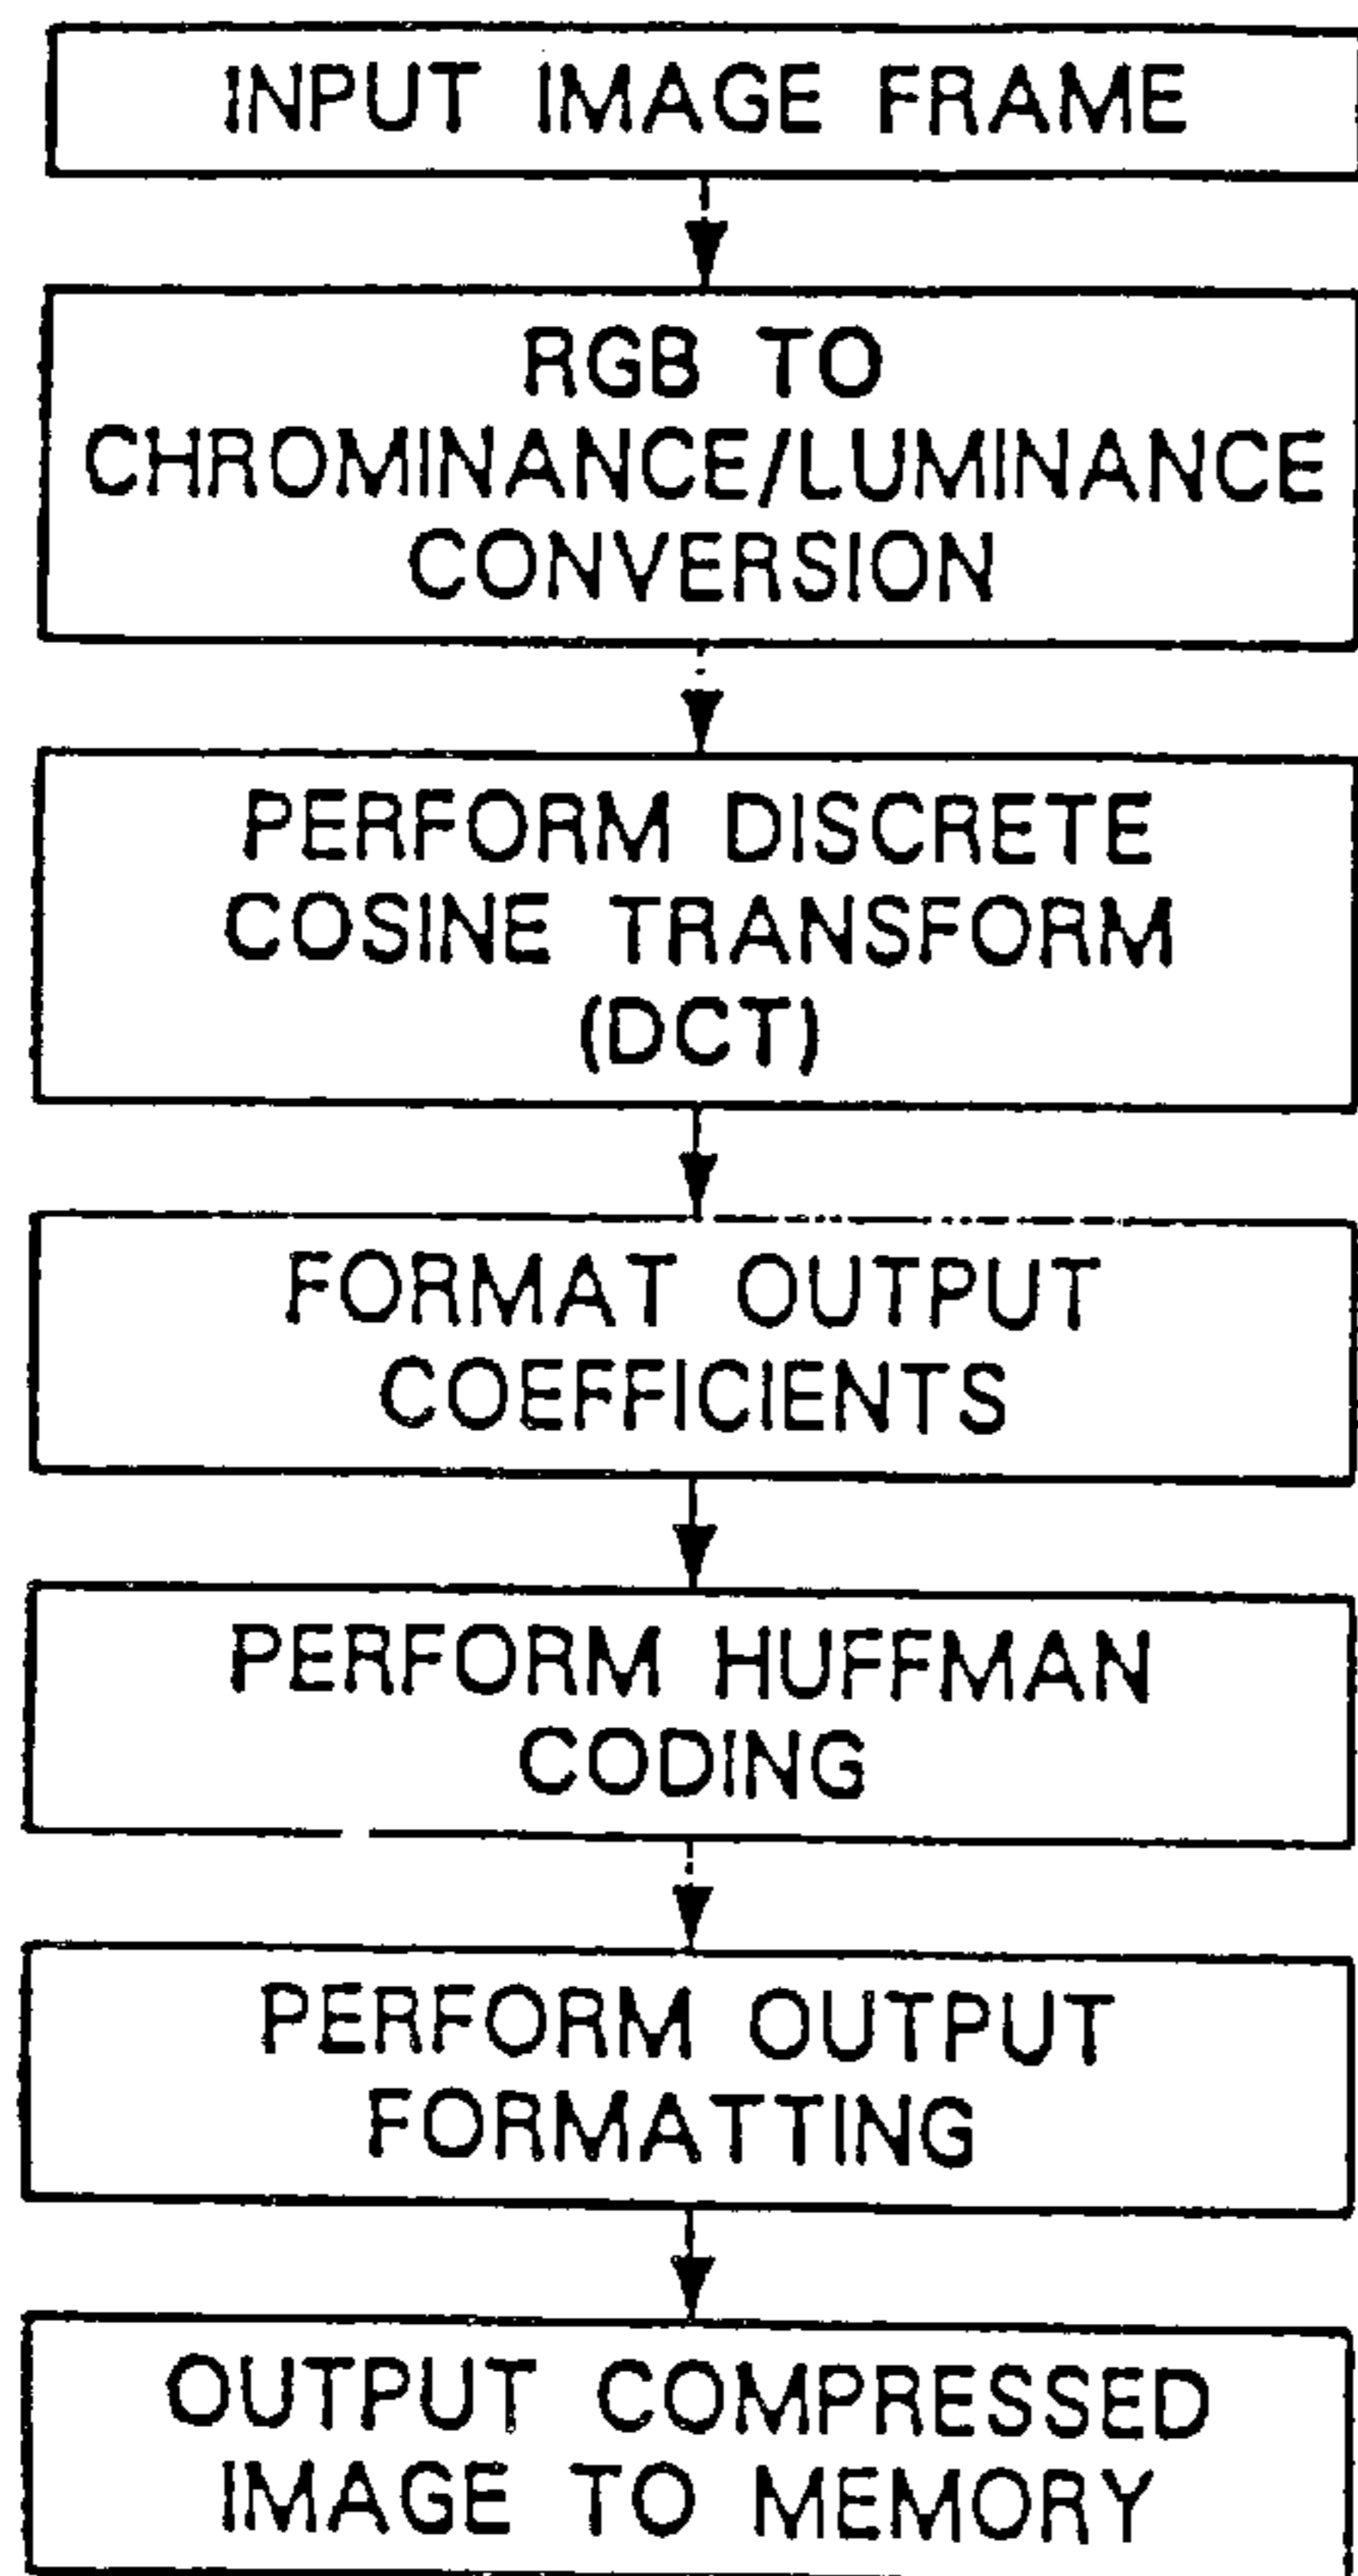 INPUT IMAGE FRAME
RGB TO
CHROMINANCE/LUMINANCE
CONVERSION
PERFORM DISCRETE
COSINE TRANSFORM
(DCT)
FORMAT OUTPUT
COEFFICIENTS
PERFORM HUFFMAN
CODING
PERFORM OUTPUT
FORMATTING
OUTPUT COMPRESSED
IMAGE TO MEMORY